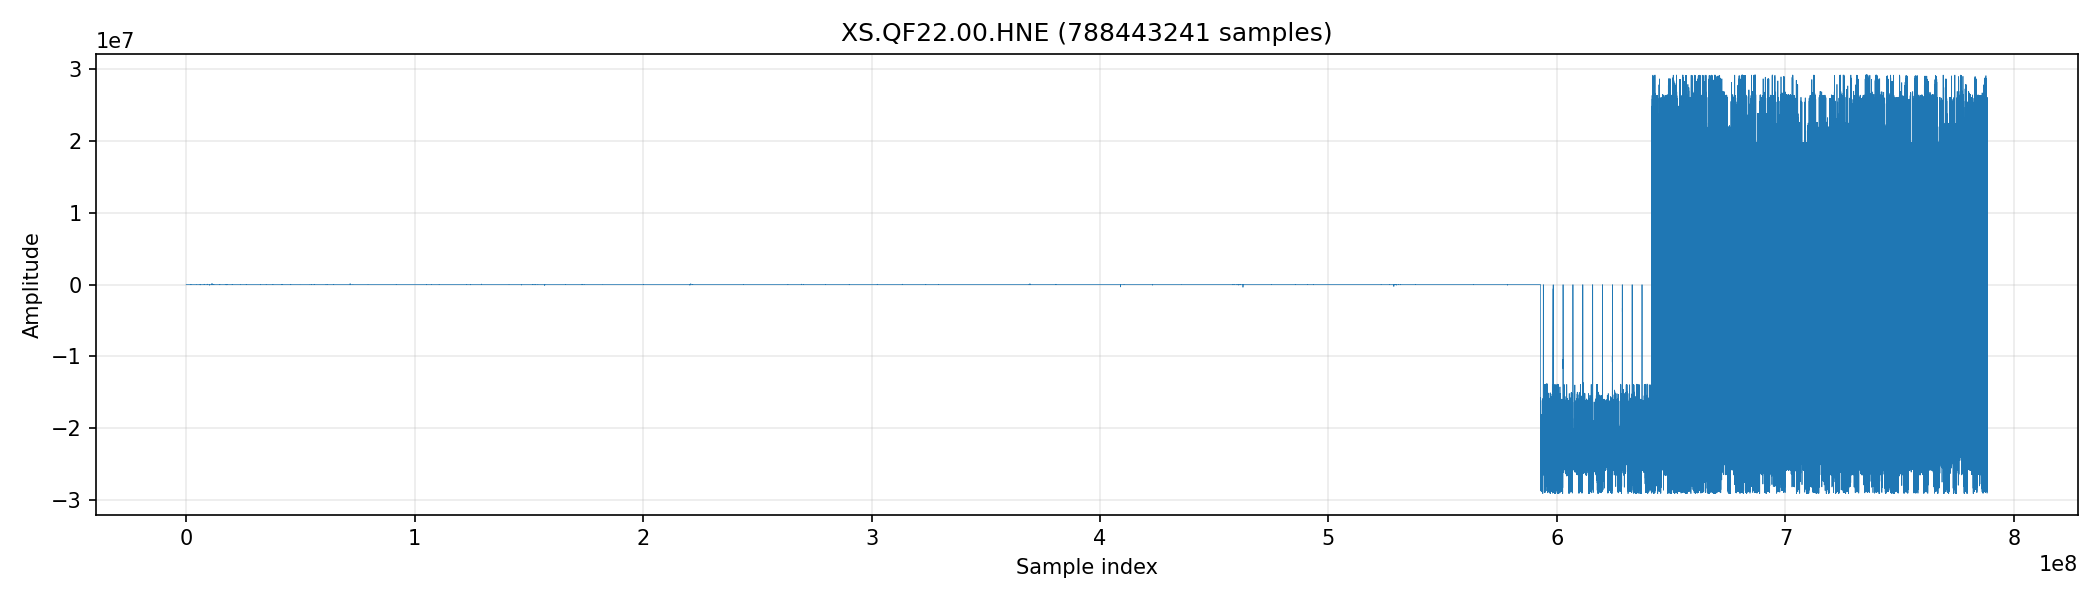 XS.QF22.00.HNE (788443241 samples)
1e7
3
2
1
0
−1
−2
−3
Amplitude
0 1 2 3 4 5 6 7 8
1e8
Sample index